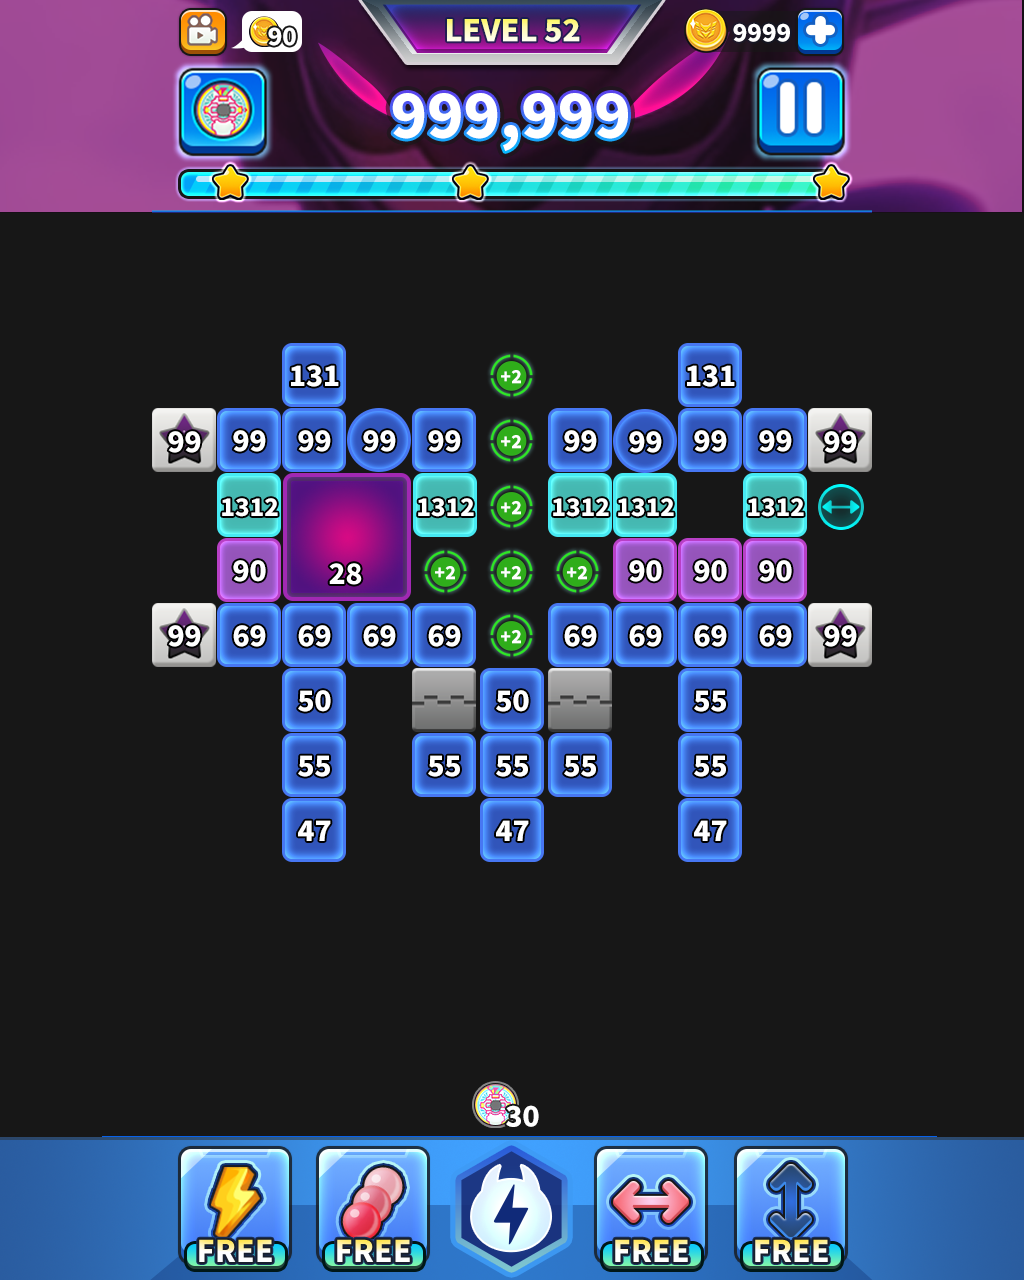 90 LEVEL 52 9999
999,999
131 +2 131
99 99 99 99 99 +2 99 99 99 99 99
1312 1312 +2 1312 1312 1312
90 28 +2 +2 +2 90 90 90
99 69 69 69 69 +2 69 69 69 69 99
50 50 55
55 55 55 55 55
47 47 47
30
FREE FREE FREE FREE